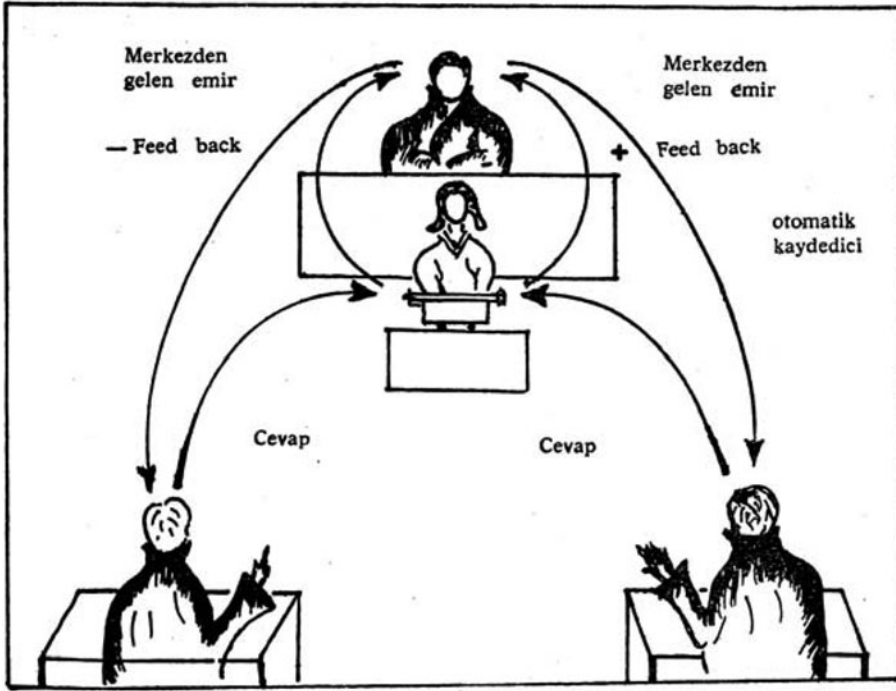 Merkezden
gelen emir
— Feed back
Merkezden
gelen emir
+ Feed back
otomatik
kaydedici
Cevap
Cevap